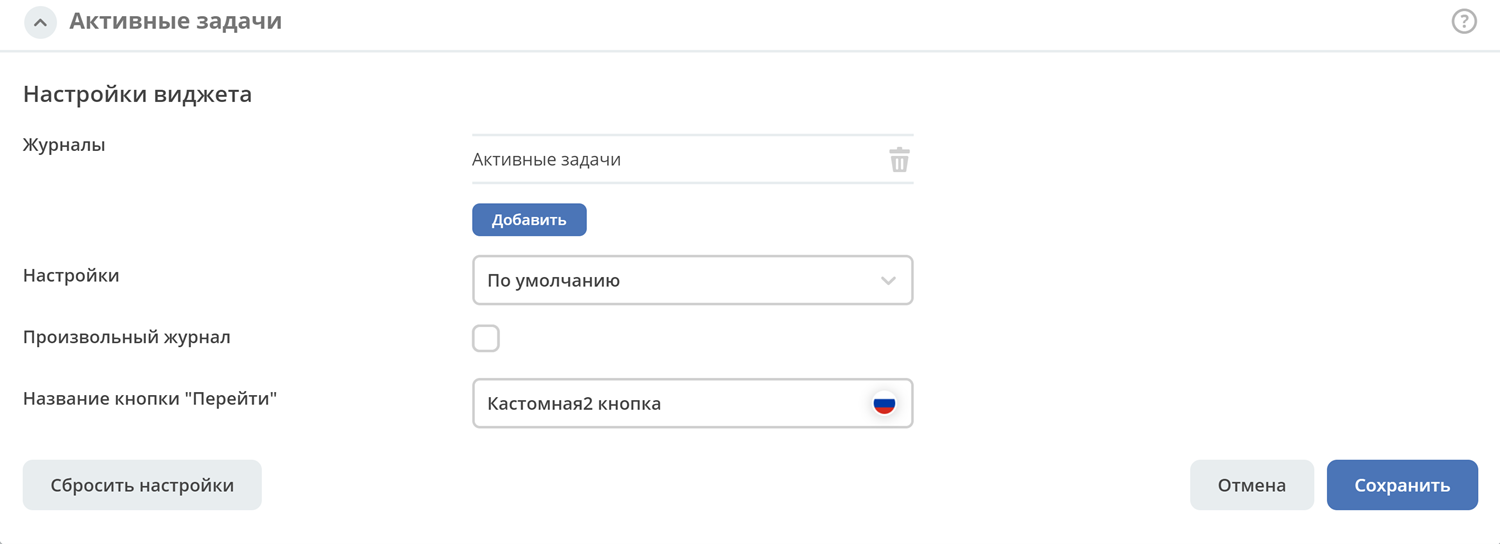 Активные задачи
?
Настройки виджета
Журналы
Активные задачи
Добавить
Настройки
По умолчанию
Произвольный журнал
Название кнопки "Перейти"
Кастомная2 кнопка
Сбросить настройки
Отмена
Сохранить